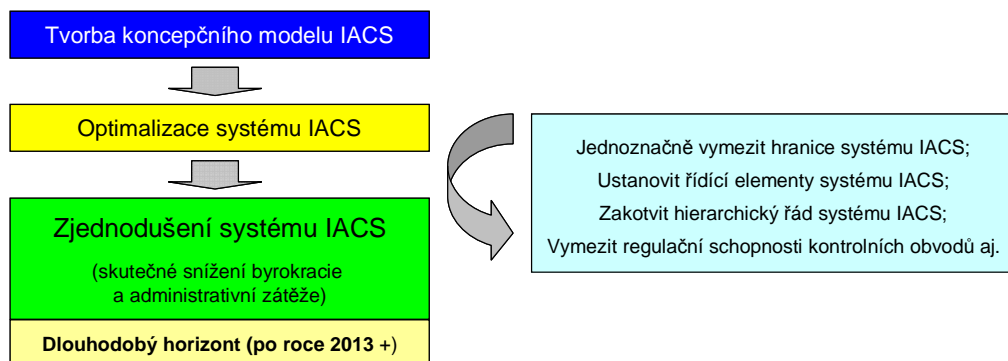 Tvorba koncepčního modelu IACS
Optimalizace systému IACS
Zjednodušení systému IACS
(skutečné snížení byrokracie
a administrativní zátěže)
Dlouhodobý horizont (po roce 2013 +)
Jednoznačně vymezit hranice systému IACS;
Ustanovit řídící elementy systému IACS;
Zakotvit hierarchický řád systému IACS;
Vymezit regulační schopnosti kontrolních obvodů aj.